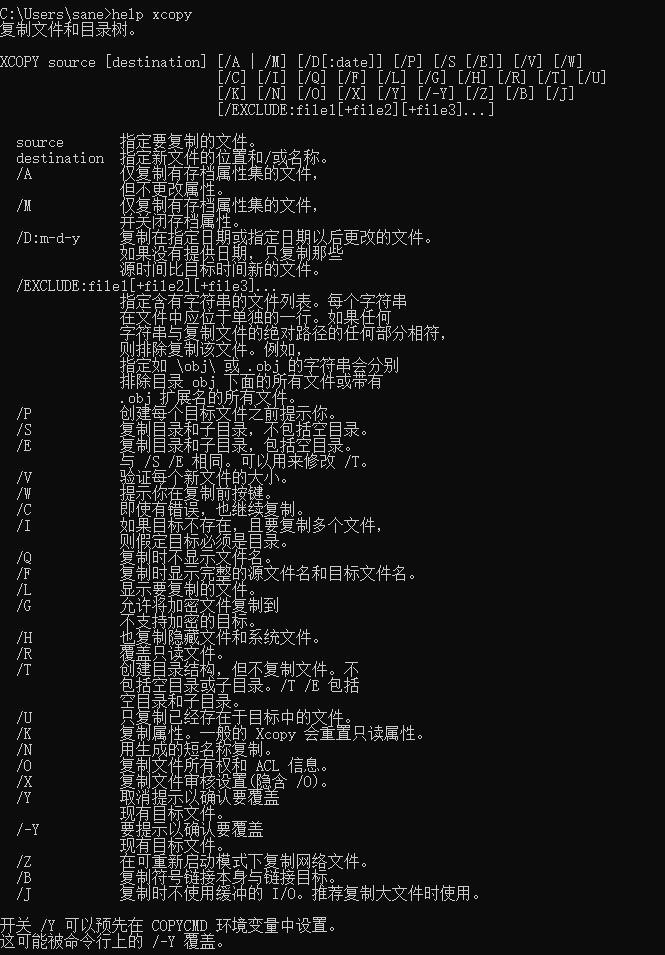 C:\Users\sane>help xcopy
复制文件和目录树。
XCOPY source [destination] [/A | /M] [/D[:date]] [/P] [/S [/E]] [/V] [/W]
[/C] [/I] [/Q] [/F] [/L] [/G] [/H] [/R] [/T] [/U]
[/K] [/N] [/O] [/X] [/Y] [/-Y] [/Z] [/B] [/J]
[/EXCLUDE:file1[+file2][+file3]...]
source 指定要复制的文件。
destination 指定新文件的位置和/或名称。
/A 仅复制有存档属性集的文件，
但不更改属性。
/M 仅复制有存档属性集的文件，
并关闭存档属性。
/D:m-d-y 复制在指定日期或指定日期以后更改的文件。
如果没有提供日期，只复制那些
源时间比目标时间新的文件。
/EXCLUDE:file1[+file2][+file3]...
指定含有字符串的文件列表。每个字符串
在文件中应位于单独的一行。如果任何
字符串与复制文件的绝对路径的任何部分相符，
则排除复制该文件。例如，
指定如 \obj\ 或 .obj 的字符串会分别
排除目录 obj 下面的所有文件或带有
.obj 扩展名的所有文件。
/P 创建每个目标文件之前提示你。
/S 复制目录和子目录，不包括空目录。
/E 复制目录和子目录，包括空目录。
与 /S /E 相同。可以用来修改 /T。
/V 验证每个新文件的大小。
/W 提示你在复制前按键。
/C 即使有错误，也继续复制。
/I 如果目标不存在，且要复制多个文件，
则假定目标必须是目录。
/Q 复制时不显示文件名。
/F 复制时显示完整的源文件名和目标文件名。
/L 显示要复制的文件。
/G 允许将加密文件复制到
不支持加密的目标。
/H 也复制隐藏文件和系统文件。
/R 覆盖只读文件。
/T 创建目录结构，但不复制文件。不
包括空目录或子目录。/T /E 包括
空目录和子目录。
/U 只复制已经存在于目标中的文件。
/K 复制属性。一般的 Xcopy 会重置只读属性。
/N 用生成的短名称复制。
/O 复制文件所有权和 ACL 信息。
/X 复制文件审核设置(隐含 /O)。
/Y 取消提示以确认要覆盖
现有目标文件。
/-Y 要提示以确认要覆盖
现有目标文件。
/Z 在可重新启动模式下复制网络文件。
/B 复制符号链接本身与链接目标。
/J 复制时不使用缓冲的 I/O。推荐复制大文件时使用。
开关 /Y 可以预先在 COPYCMD 环境变量中设置。
这可能被命令行上的 /-Y 覆盖。